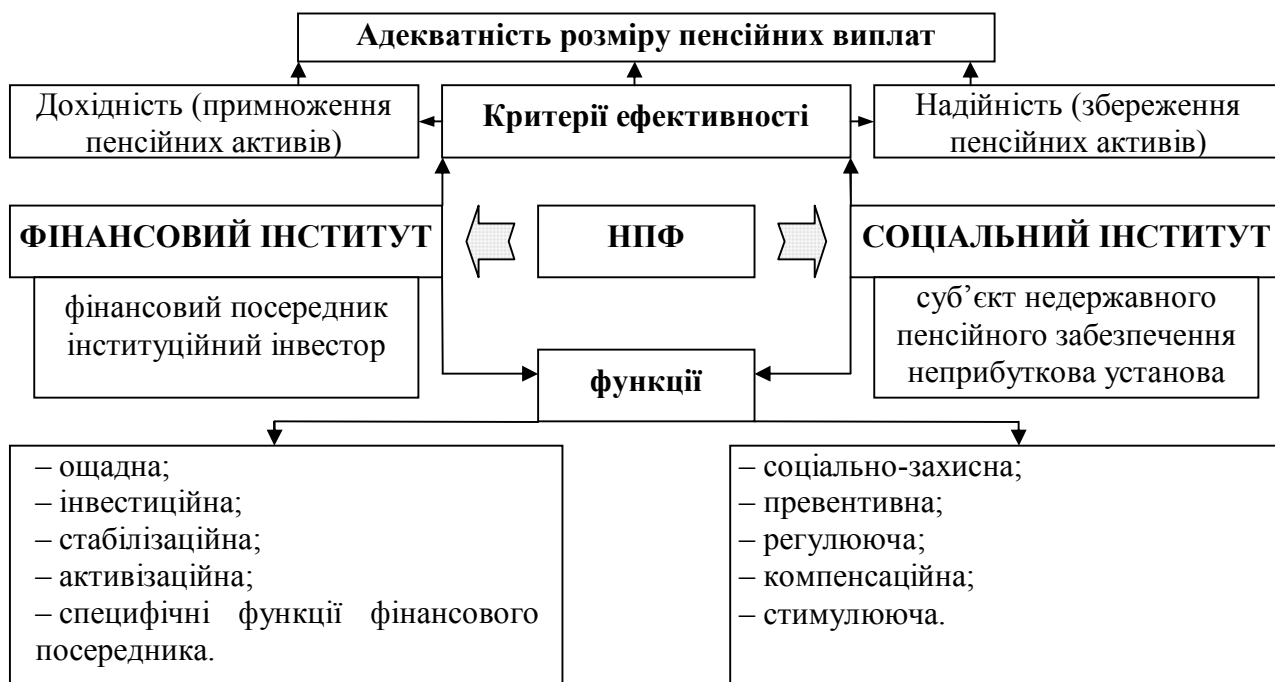 Адекватність розміру пенсійних виплат
Дохідність (примноження
пенсійних активів)
Критерії ефективності
Надійність (збереження
пенсійних активів)
ФІНАНСОВИЙ ІНСТИТУТ
НПФ
СОЦІАЛЬНИЙ ІНСТИТУТ
фінансовий посередник
інституційний інвестор
суб’єкт недержавного
пенсійного забезпечення
неприбуткова установа
функції
– ощадна;
– інвестиційна;
– стабілізаційна;
– активізаційна;
– специфічні функції фінансового
посередника.
– соціально-захисна;
– превентивна;
– регулююча;
– компенсаційна;
– стимулююча.